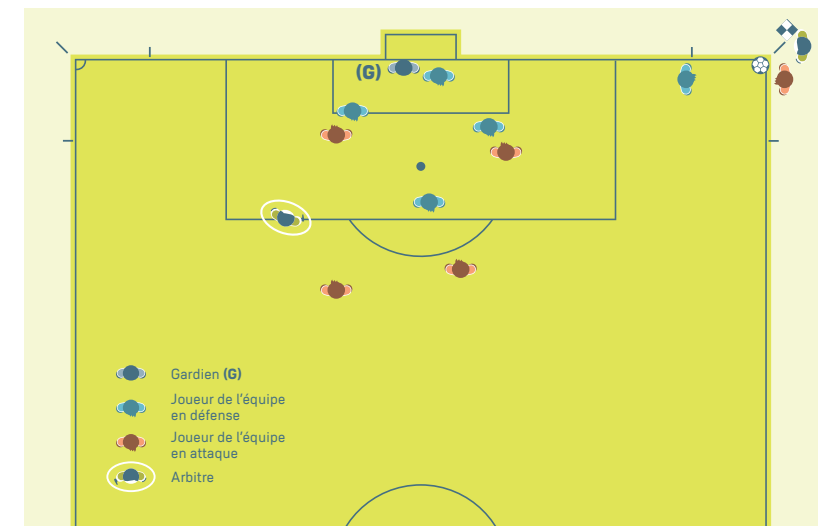 (G)
Gardien (G)
Joueur de l'équipe
en défense
Joueur de l'équipe
en attaque
Arbitre